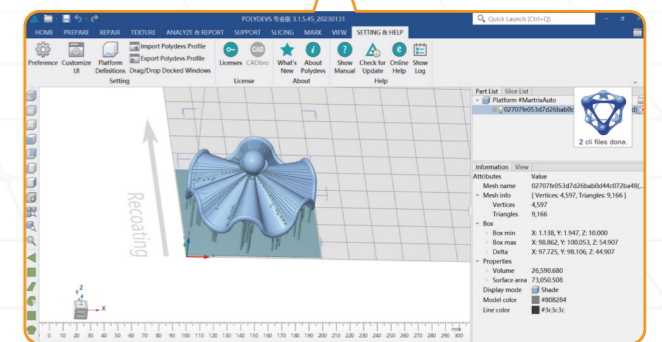 POLYDEVS 专业版 3.1.5.45_20230131
Quick Launch (Ctrl+Q)
HOME PREPARE REPAIR TEXTURE ANALYZE & REPORT SUPPORT SLICING MARK VIEW SETTING & HELP
Preference
Customize UI
Platform Definitions
Import Polydevs Profile
Export Polydevs Profile
Drag/Drop Docked Windows
Setting
Licenses
CAD
CADbro
License
What's New
About Polydevs
About
Show Manual
Check for Update
Online Help
Show Log
Help
Recoating
Z
Y
X
0 10 20 30 40 50 60 70 80 90 100 110 120 130 140 150 160 170 180 190 200 210 220 230 240 250 260 270 280 290 300
mm
Part List Slice List
Platform #MartrixAuto
02707fe053d7d26bab0d
2 cli files done.
Information View
Attributes Value
Mesh name 02707fe053d7d26bab0d44c072ba48(...
Mesh info [ Vertices: 4,597, Triangles: 9,166 ]
Vertices 4,597
Triangles 9,166
Box
Box min X: 1.138, Y: 1.947, Z: 10.000
Box max X: 98.862, Y: 100.053, Z: 54.907
Delta X: 97.725, Y: 98.106, Z: 44.907
Properties
Volume 26,590.680
Surface area 73,050.508
Display mode Shade
Model color #808284
Line color #3c3c3c